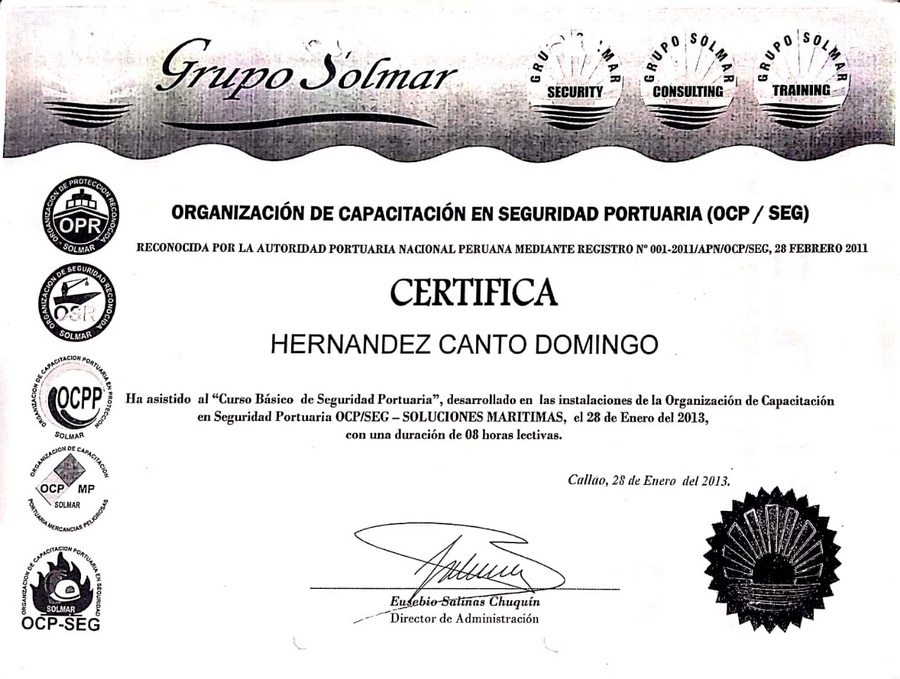 Grupo Solmar
GRUPO SOLMAR SECURITY
GRUPO SOLMAR CONSULTING
GRUPO SOLMAR TRAINING
ORGANIZACIÓN DE PROTECCION RECONOCIDA
OPR
SOLMAR
ORGANIZACIÓN DE CAPACITACIÓN EN SEGURIDAD PORTUARIA (OCP / SEG)
RECONOCIDA POR LA AUTORIDAD PORTUARIA NACIONAL PERUANA MEDIANTE REGISTRO Nº 001-2011/APN/OCP/SEG, 28 FEBRERO 2011
ORGANIZACIÓN DE SEGURIDAD RECONOCIDA
OSR
SOLMAR
CERTIFICA
HERNANDEZ CANTO DOMINGO
ORGANIZACION DE CAPACITACION PORTUARIA EN PROTECCION
OCPP
SOLMAR
Ha asistido al “Curso Básico de Seguridad Portuaria”, desarrollado en las instalaciones de la Organización de Capacitación
en Seguridad Portuaria OCP/SEG – SOLUCIONES MARITIMAS, el 28 de Enero del 2013,
con una duración de 08 horas lectivas.
ORGANIZACION DE CAPACITACION
OCP MP
SOLMAR
PORTUARIA MERCANCIAS PELIGROSAS
Callao, 28 de Enero del 2013.
ORGANIZACION DE CAPACITACION PORTUARIA EN SEGURIDAD
SOLMAR
OCP-SEG
Eusebio Salinas Chuquín
Director de Administración